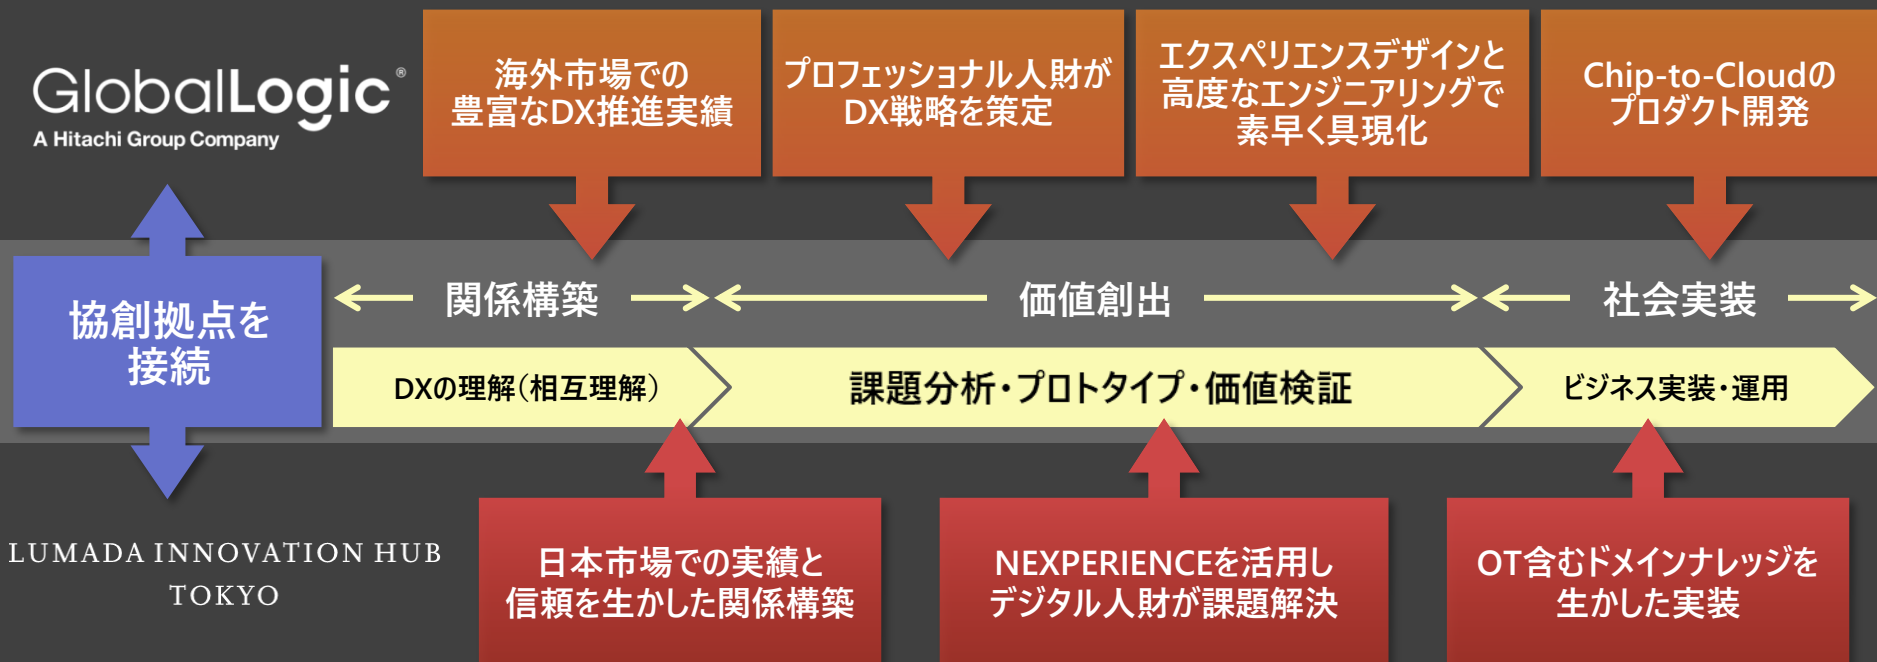 GlobalLogic®
A Hitachi Group Company
海外市場での
豊富なDX推進実績
プロフェッショナル人財が
DX戦略を策定
エクスペリエンスデザインと
高度なエンジニアリングで
素早く具現化
Chip-to-Cloudの
プロダクト開発
協創拠点を
接続
関係構築
価値創出
社会実装
DXの理解(相互理解)
課題分析・プロトタイプ・価値検証
ビジネス実装・運用
LUMADA INNOVATION HUB
TOKYO
日本市場での実績と
信頼を生かした関係構築
NEXPERIENCEを活用し
デジタル人財が課題解決
OT含むドメインナレッジを
生かした実装